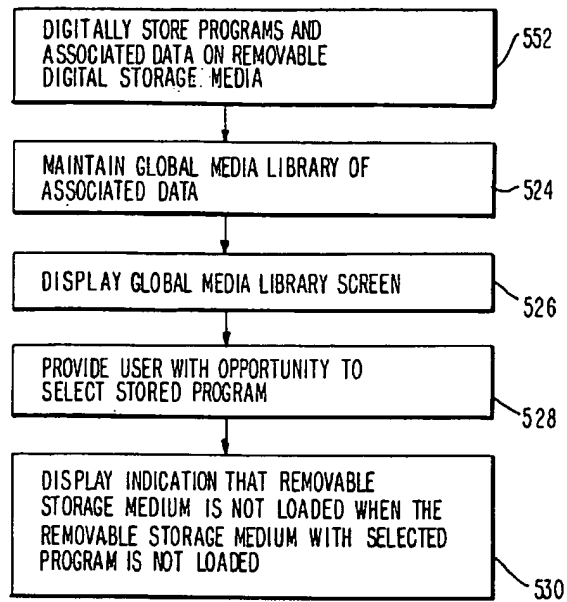 DIGITALLY STORE PROGRAMS AND
ASSOCIATED DATA ON REMOVABLE
DIGITAL STORAGE MEDIA
552
MAINTAIN GLOBAL MEDIA LIBRARY OF
ASSOCIATED DATA
524
DISPLAY GLOBAL MEDIA LIBRARY SCREEN
526
PROVIDE USER WITH OPPORTUNITY TO
SELECT STORED PROGRAM
528
DISPLAY INDICATION THAT REMOVABLE
STORAGE MEDIUM IS NOT LOADED WHEN THE
REMOVABLE STORAGE MEDIUM WITH SELECTED
PROGRAM IS NOT LOADED
530